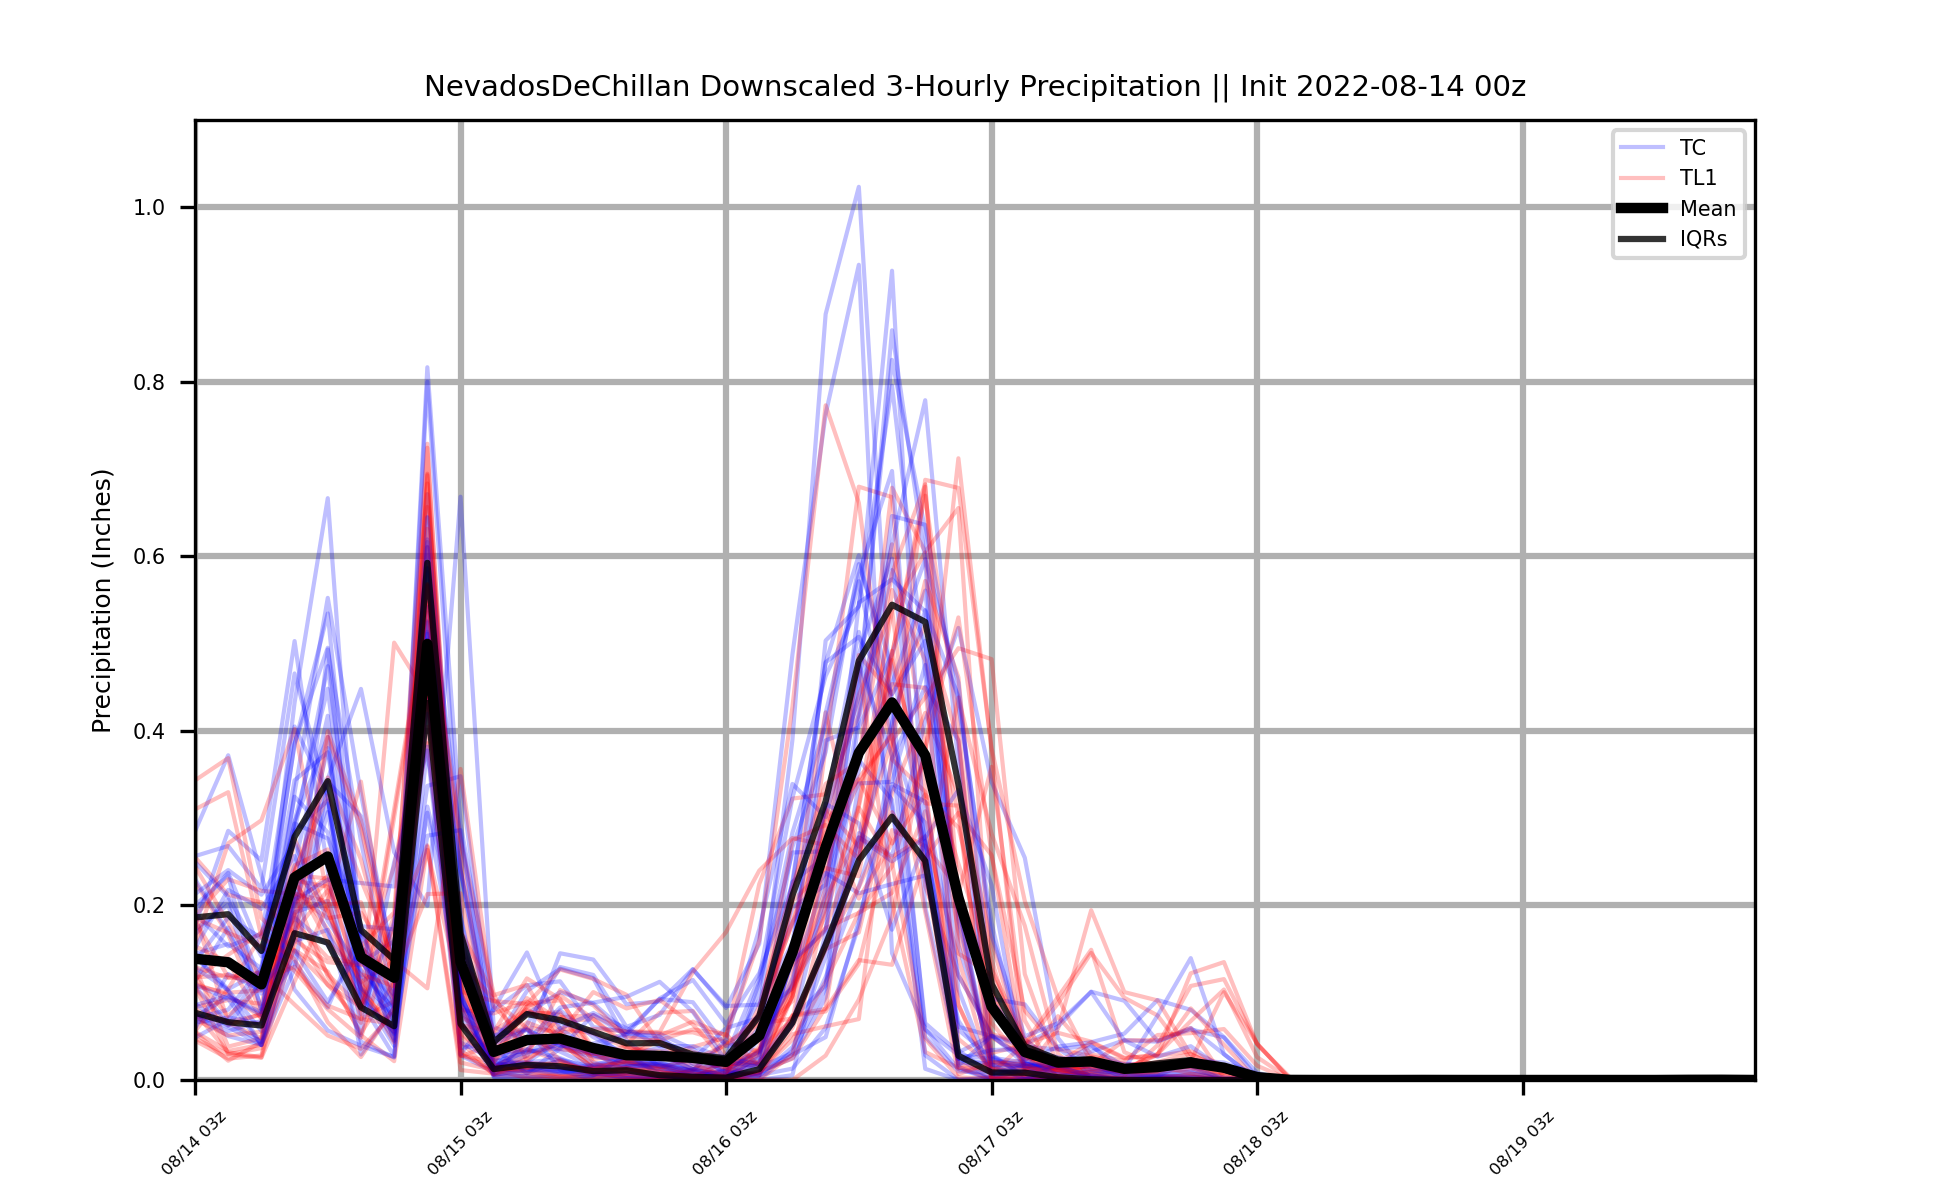 NevadosDeChillan Downscaled 3-Hourly Precipitation || Init 2022-08-14 00z
TC
TL1
Mean
IQRs
Precipitation (Inches)
1.0
0.8
0.6
0.4
0.2
0.0
08/14 03z
08/15 03z
08/16 03z
08/17 03z
08/18 03z
08/19 03z